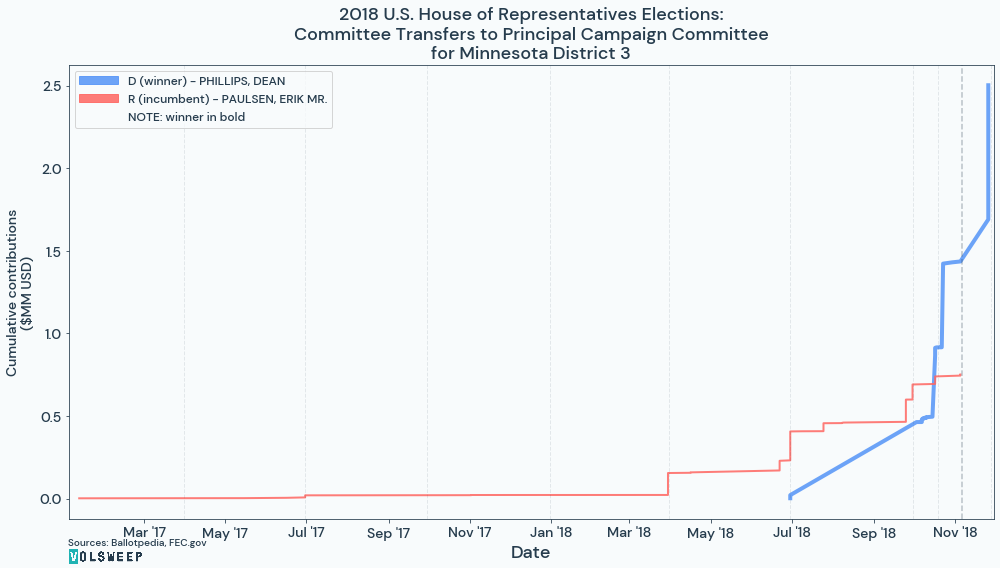 2018 U.S. House of Representatives Elections:
Committee Transfers to Principal Campaign Committee
for Minnesota District 3
D (winner) - PHILLIPS, DEAN
R (incumbent) - PAULSEN, ERIK MR.
NOTE: winner in bold
Cumulative contributions
($MM USD)
2.5
2.0
1.5
1.0
0.5
0.0
Mar '17
May '17
Jul '17
Sep '17
Nov '17
Jan '18
Mar '18
May '18
Jul '18
Sep '18
Nov '18
Date
Sources: Ballotpedia, FEC.gov
VOLSWEEP